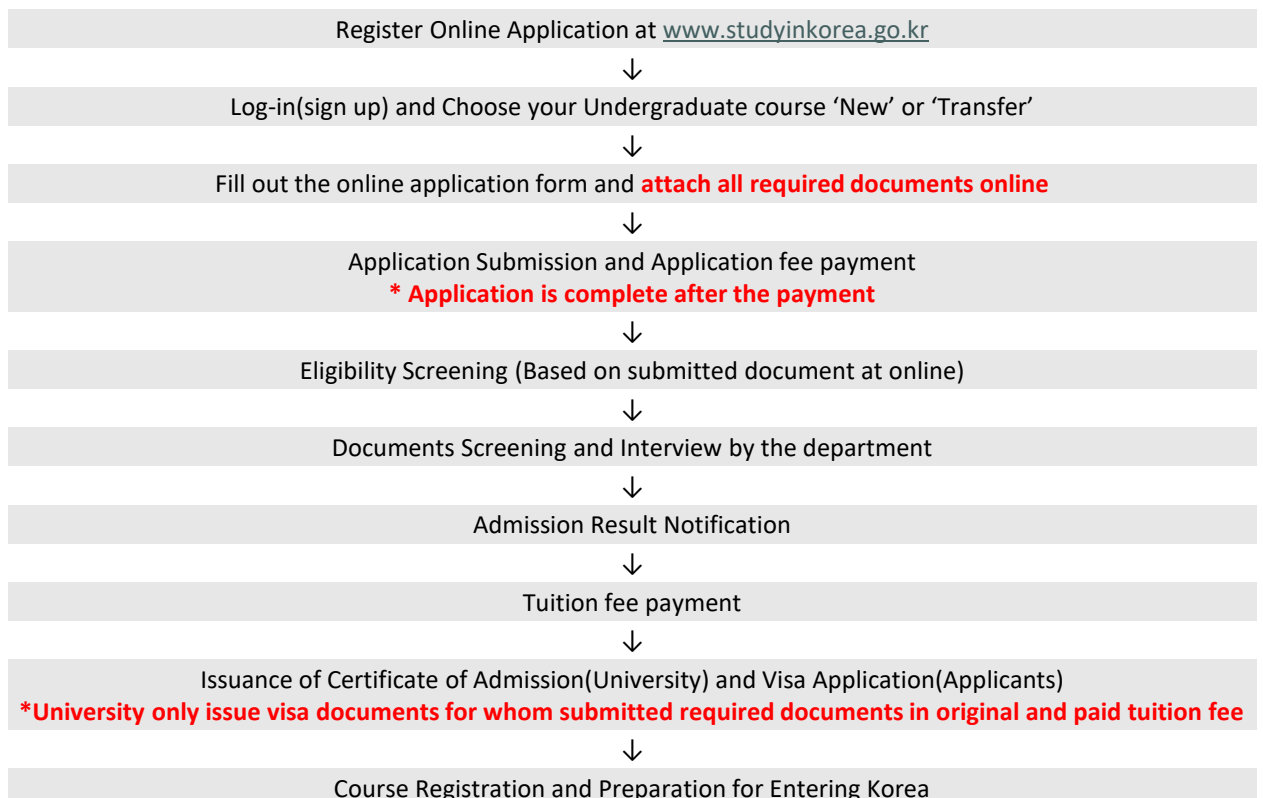 Register Online Application at www.studyinkorea.go.kr
↓
Log-in(sign up) and Choose your Undergraduate course ‘New’ or ‘Transfer’
↓
Fill out the online application form and attach all required documents online
↓
Application Submission and Application fee payment
* Application is complete after the payment
↓
Eligibility Screening (Based on submitted document at online)
↓
Documents Screening and Interview by the department
↓
Admission Result Notification
↓
Tuition fee payment
↓
Issuance of Certificate of Admission(University) and Visa Application(Applicants)
*University only issue visa documents for whom submitted required documents in original and paid tuition fee
↓
Course Registration and Preparation for Entering Korea